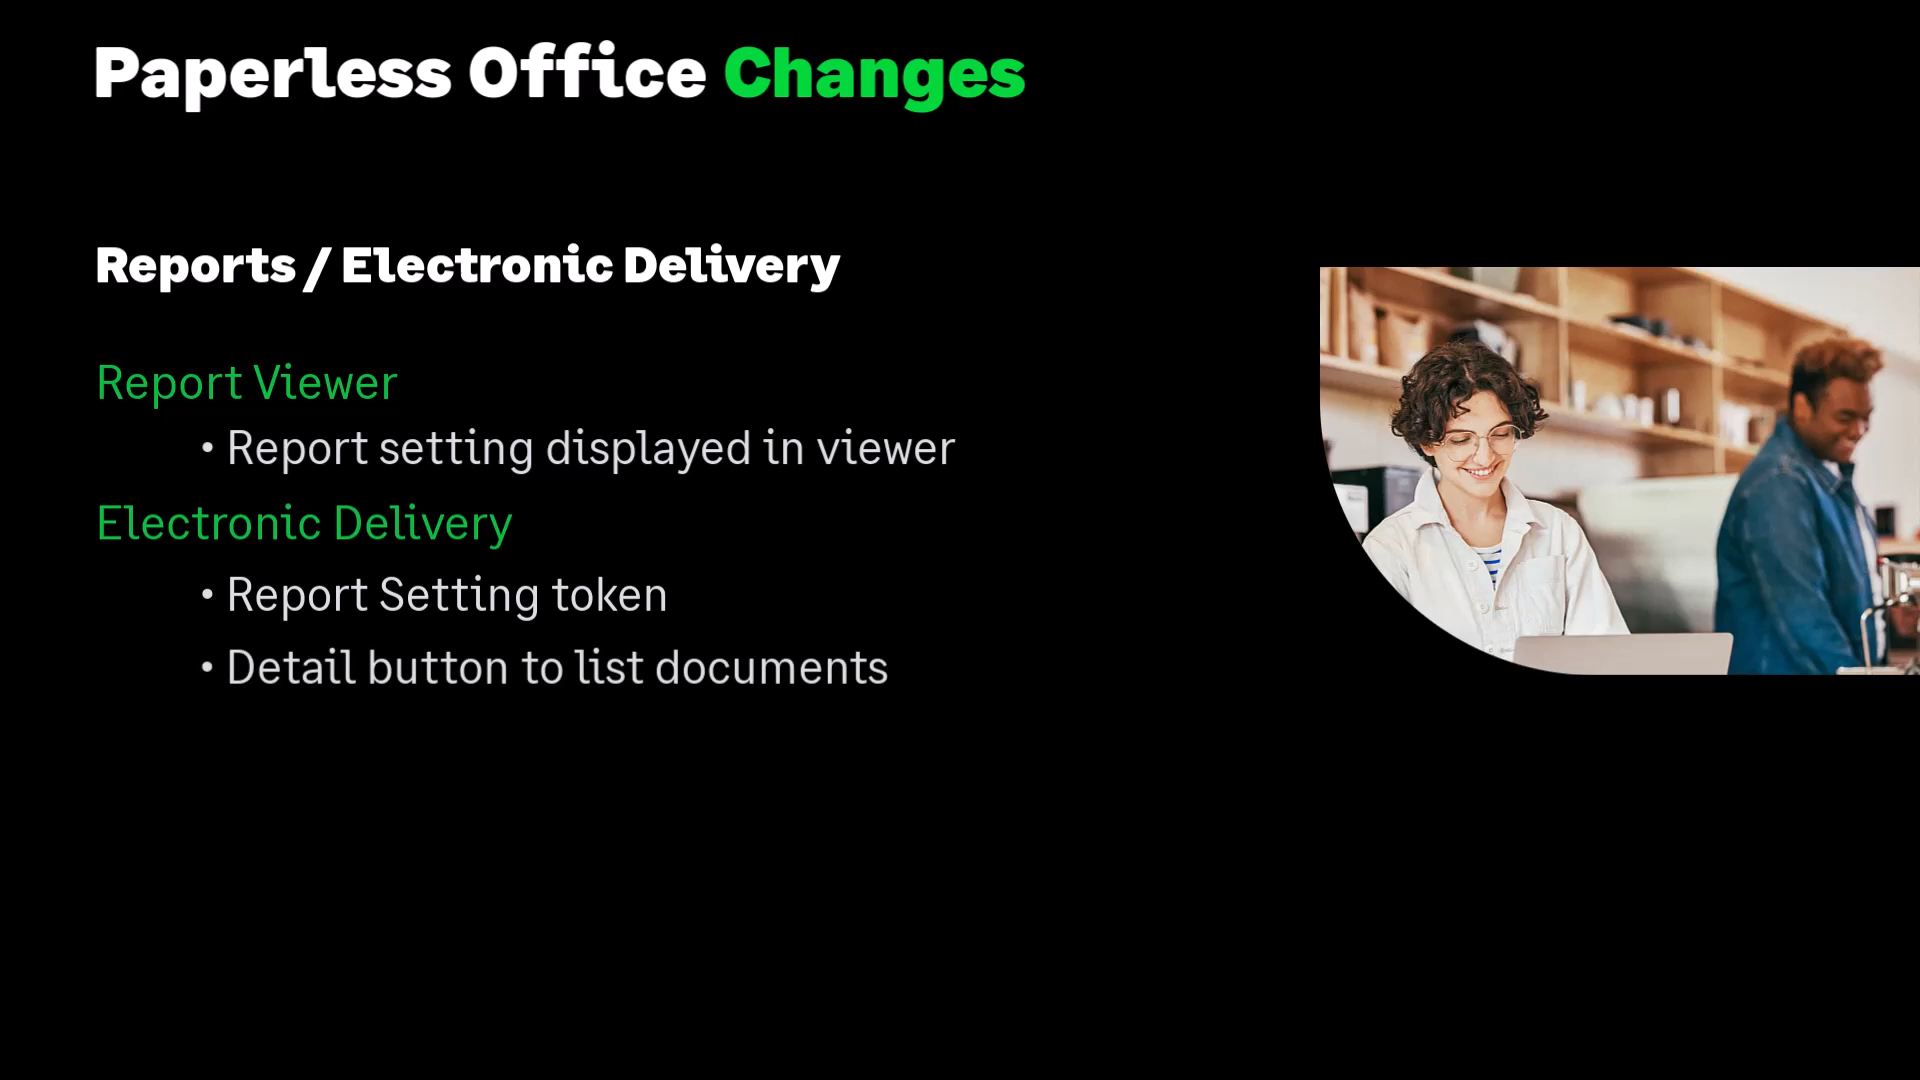 Paperless Office Changes
Reports / Electronic Delivery
Report Viewer
• Report setting displayed in viewer
Electronic Delivery
• Report Setting token
• Detail button to list documents